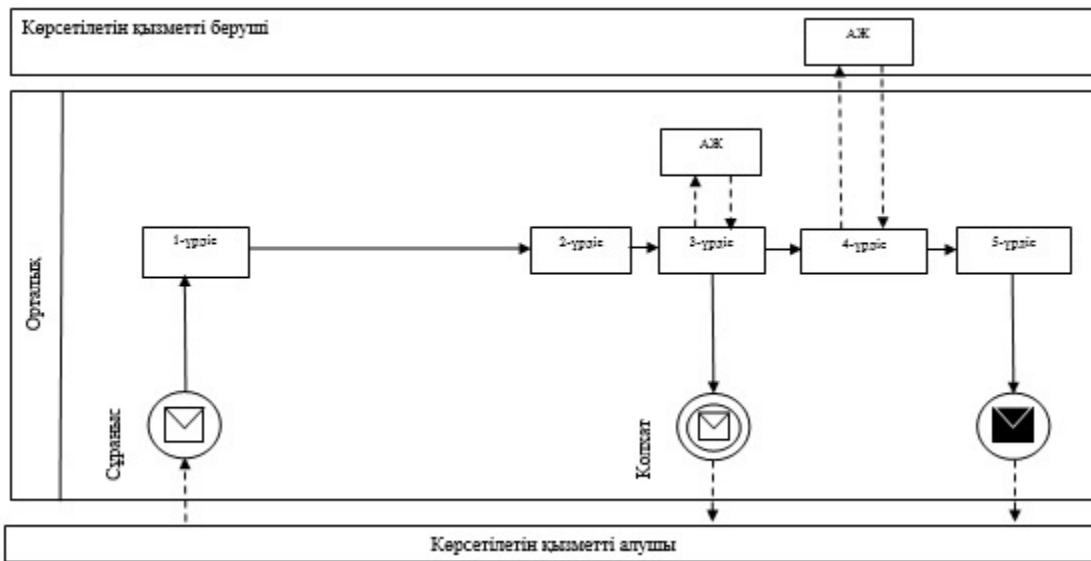 Көрсетілетін қызметті беруші
АЖ
АЖ
1-үрдіс
2-үрдіс
3-үрдіс
4-үрдіс
5-үрдіс
Орталық
Сұраныс
Қолхат
Көрсетілетін қызметті алушы